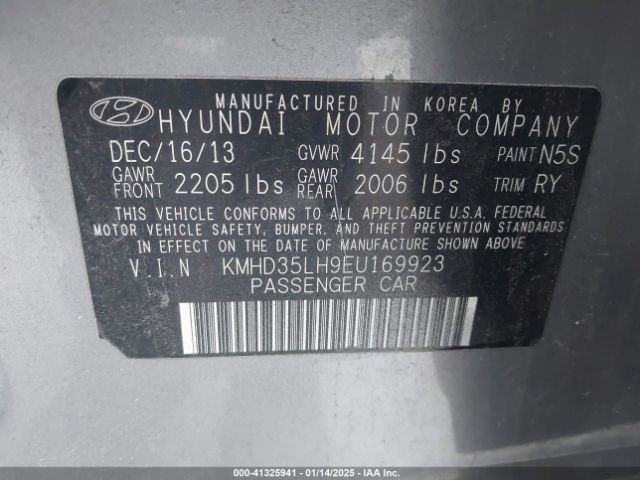 MANUFACTURED IN KOREA BY
HYUNDAI MOTOR COMPANY
DEC/16/13 GVWR 4145 lbs PAINT N5S
GAWR FRONT 2205 lbs GAWR REAR 2006 lbs TRIM RY
THIS VEHICLE CONFORMS TO ALL APPLICABLE U.S.A. FEDERAL
MOTOR VEHICLE SAFETY, BUMPER, AND THEFT PREVENTION
STANDARDS IN EFFECT ON THE DATE OF MANUFACTURE SHOWN ABOVE
V.I.N KMHD35LH9EU169923
PASSENGER CAR
000-41325941 - 01/14/2025 - IAAI.COM